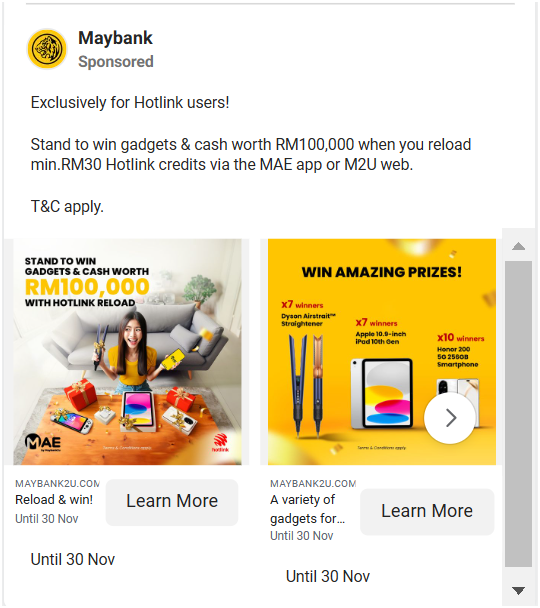 Maybank
Sponsored
Exclusively for Hotlink users!
Stand to win gadgets & cash worth RM100,000 when you reload
min.RM30 Hotlink credits via the MAE app or M2U web.
T&C apply.
STAND TO WIN
GADGETS & CASH WORTH
RM100,000
WITH HOTLINK RELOAD
MAE
by Maybank2u
hotlink
Terms & Conditions apply.
WIN AMAZING PRIZES!
x7 winners
Dyson Airstrait™
Straightener
x7 winners
Apple 10.9-inch
iPad 10th Gen
x10 winners
Honor 200
5G 256GB
Smartphone
Terms & Conditions apply.
MAYBANK2U.COM
Reload & win!
Until 30 Nov
Learn More
Until 30 Nov
MAYBANK2U.COM
A variety of
gadgets for…
Until 30 Nov
Learn More
Until 30 Nov